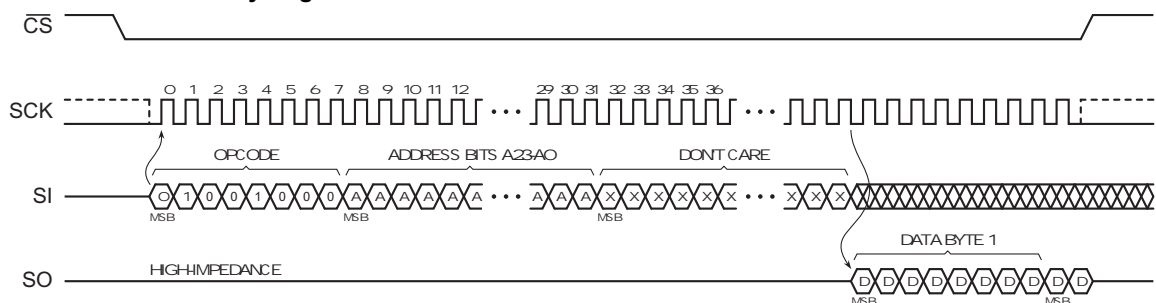 CS
SCK
0 1 2 3 4 5 6 7 8 9 10 11 12 29 30 31 32 33 34 35 36
OPCODE ADDRESS BITS A23-A0 DON'T CARE
SI 0 1 0 0 1 0 0 0 A A A A A A A A A X X X X X X X X X
MSB MSB MSB
DATA BYTE 1
SO HIGH-IMPEDANCE D D D D D D D D D D
MSB MSB